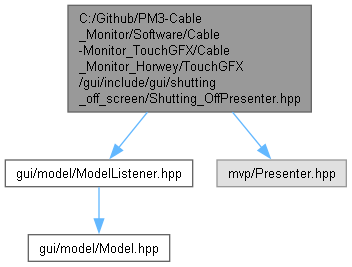 C:/Github/PM3-Cable
_Monitor/Software/Cable
-Monitor_TouchGFX/Cable
_Monitor_Horwey/TouchGFX
/gui/include/gui/shutting
_off_screen/Shutting_OffPresenter.hpp
gui/model/ModelListener.hpp
mvp/Presenter.hpp
gui/model/Model.hpp